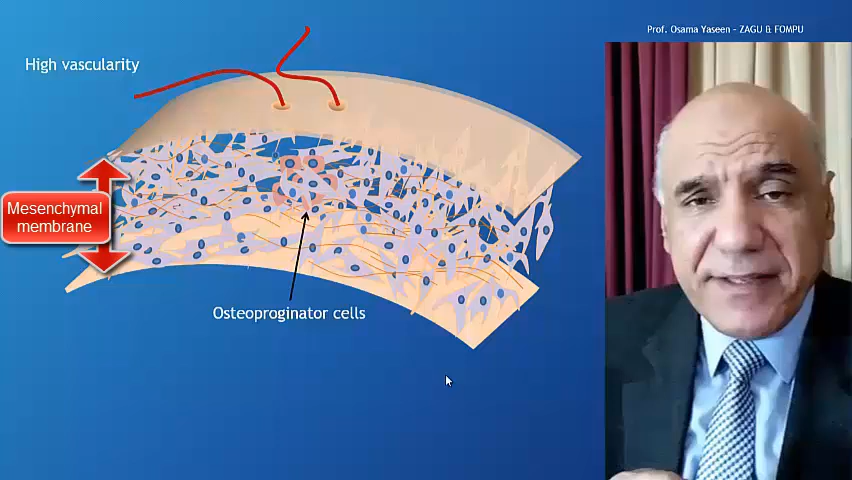 Prof. Osama Yaseen - ZAGU & FOMPU
High vascularity
Mesenchymal
membrane
Osteoproginator cells